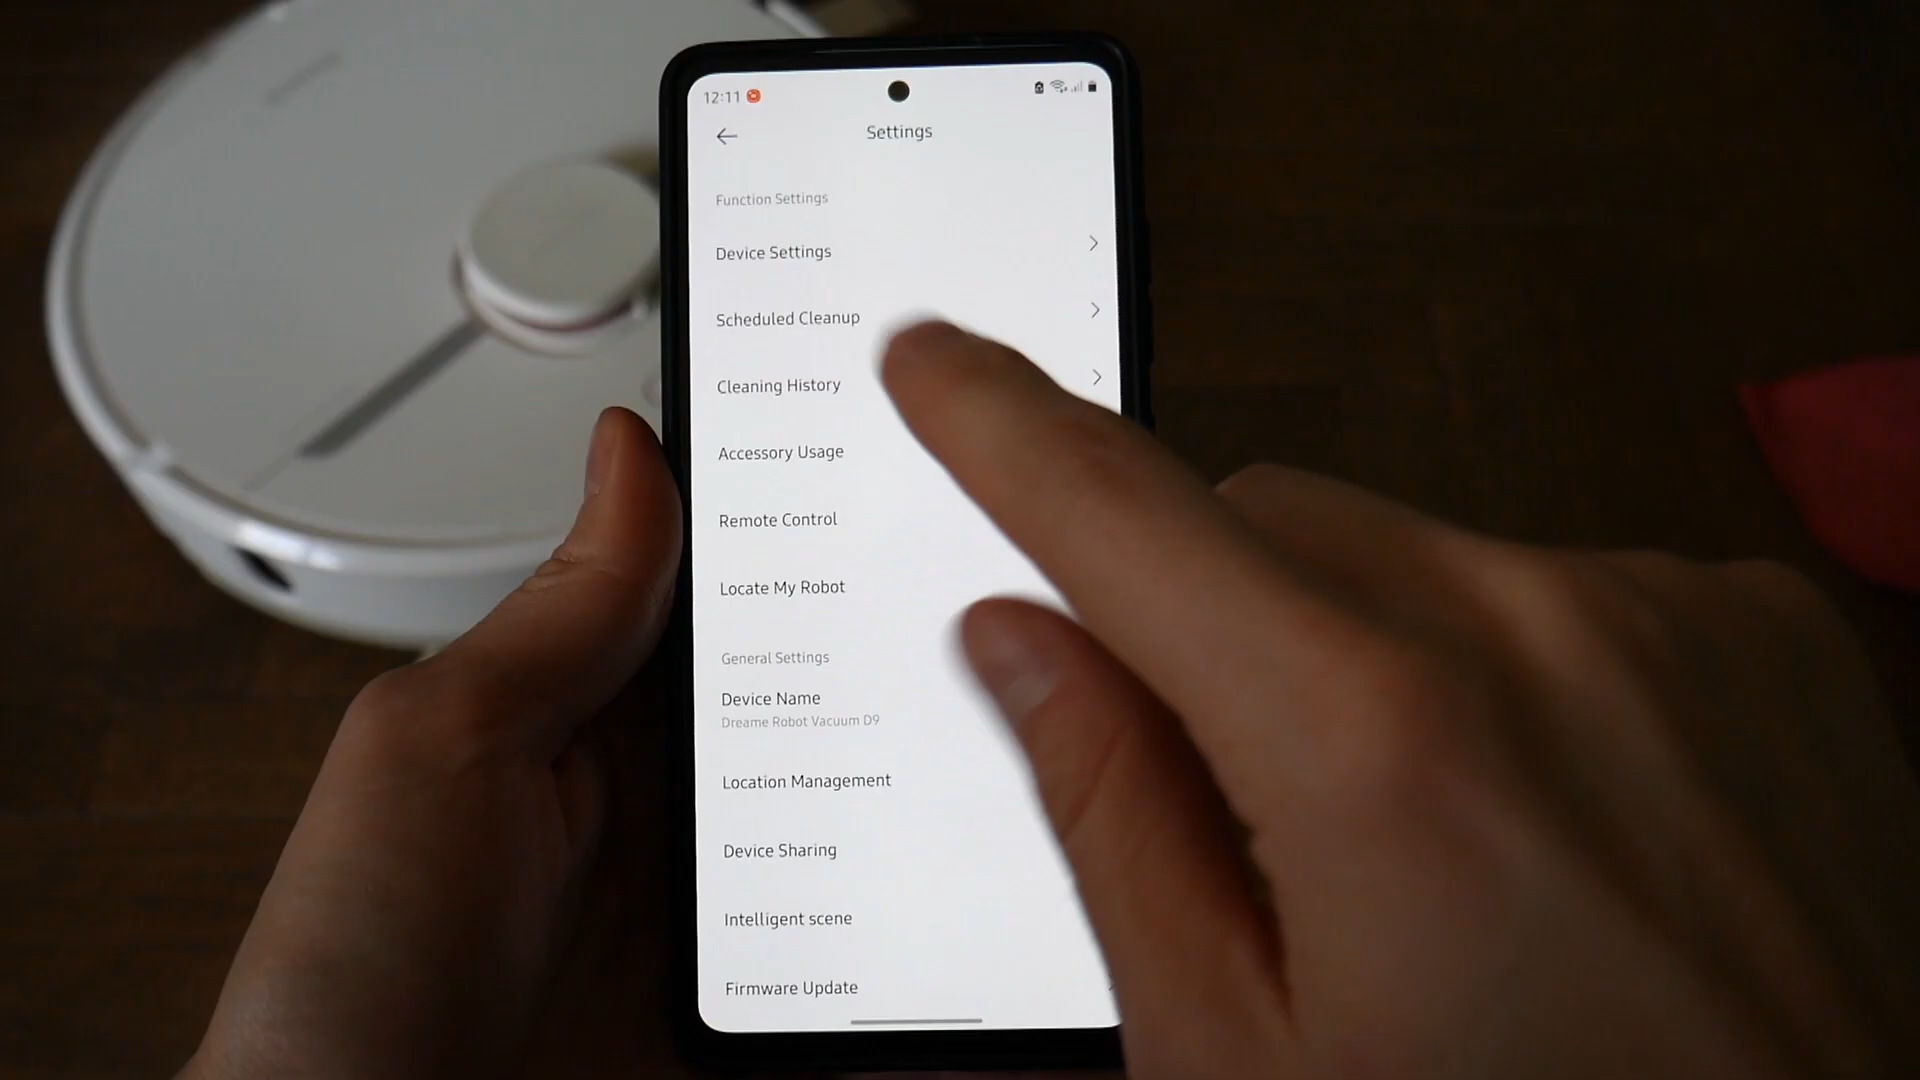 12:11
Settings
Function Settings
Device Settings
Scheduled Cleanup
Cleaning History
Accessory Usage
Remote Control
Locate My Robot
General Settings
Device Name
Dreame Robot Vacuum D9
Location Management
Device Sharing
Intelligent scene
Firmware Update